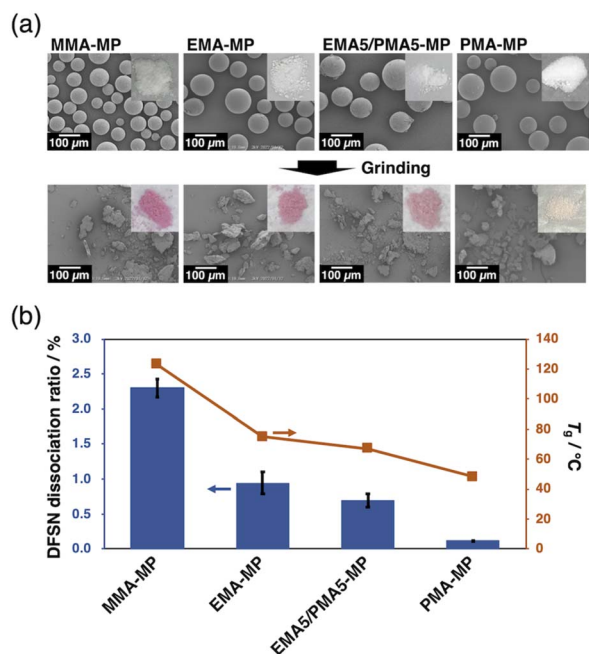 (a)
MMA-MP EMA-MP EMA5/PMA5-MP PMA-MP
100 µm 100 µm 100 µm 100 µm
Grinding
100 µm 100 µm 100 µm 100 µm
(b)
DFSN dissociation ratio / %
3.0
2.5
2.0
1.5
1.0
0.5
0.0
140
120
100
80
60
40
20
0
Tg / °C
MMA-MP
EMA-MP
EMA5/PMA5-MP
PMA-MP